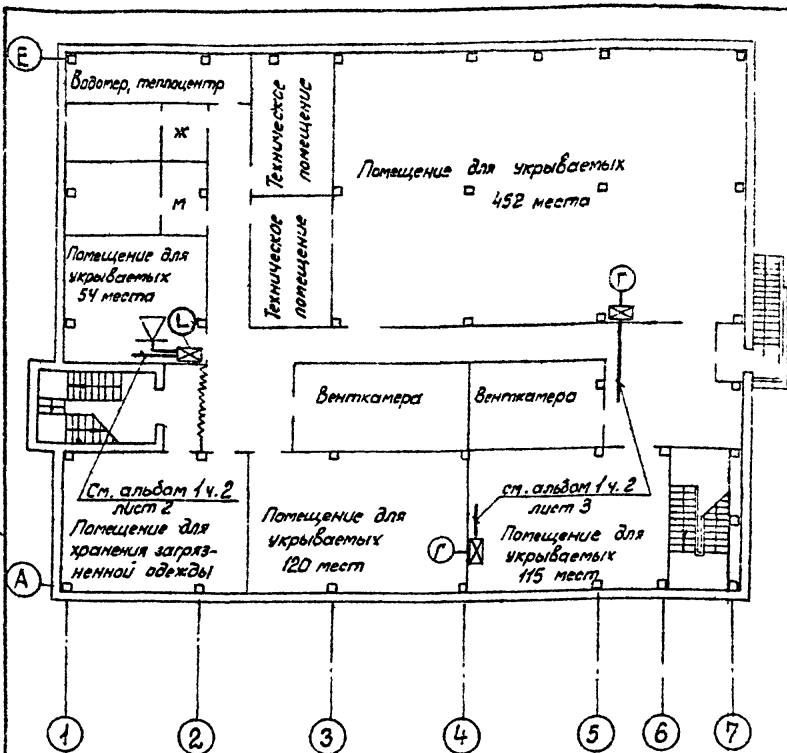 Е
Водомер, теплоцентр
Ж
М
Техническое
помещение
Техническое
помещение
Помещение для укрываемых
452 места
Помещение для
укрываемых
54 места
L
Г
Венткамера
Венткамера
См. альбом 1 ч. 2
лист 2
см. альбом 1 ч. 2
лист 3
Помещение для
хранения загряз-
ненной одежды
Помещение для
укрываемых
120 мест
Г
Помещение для
укрываемых
115 мест
А
1
2
3
4
5
6
7